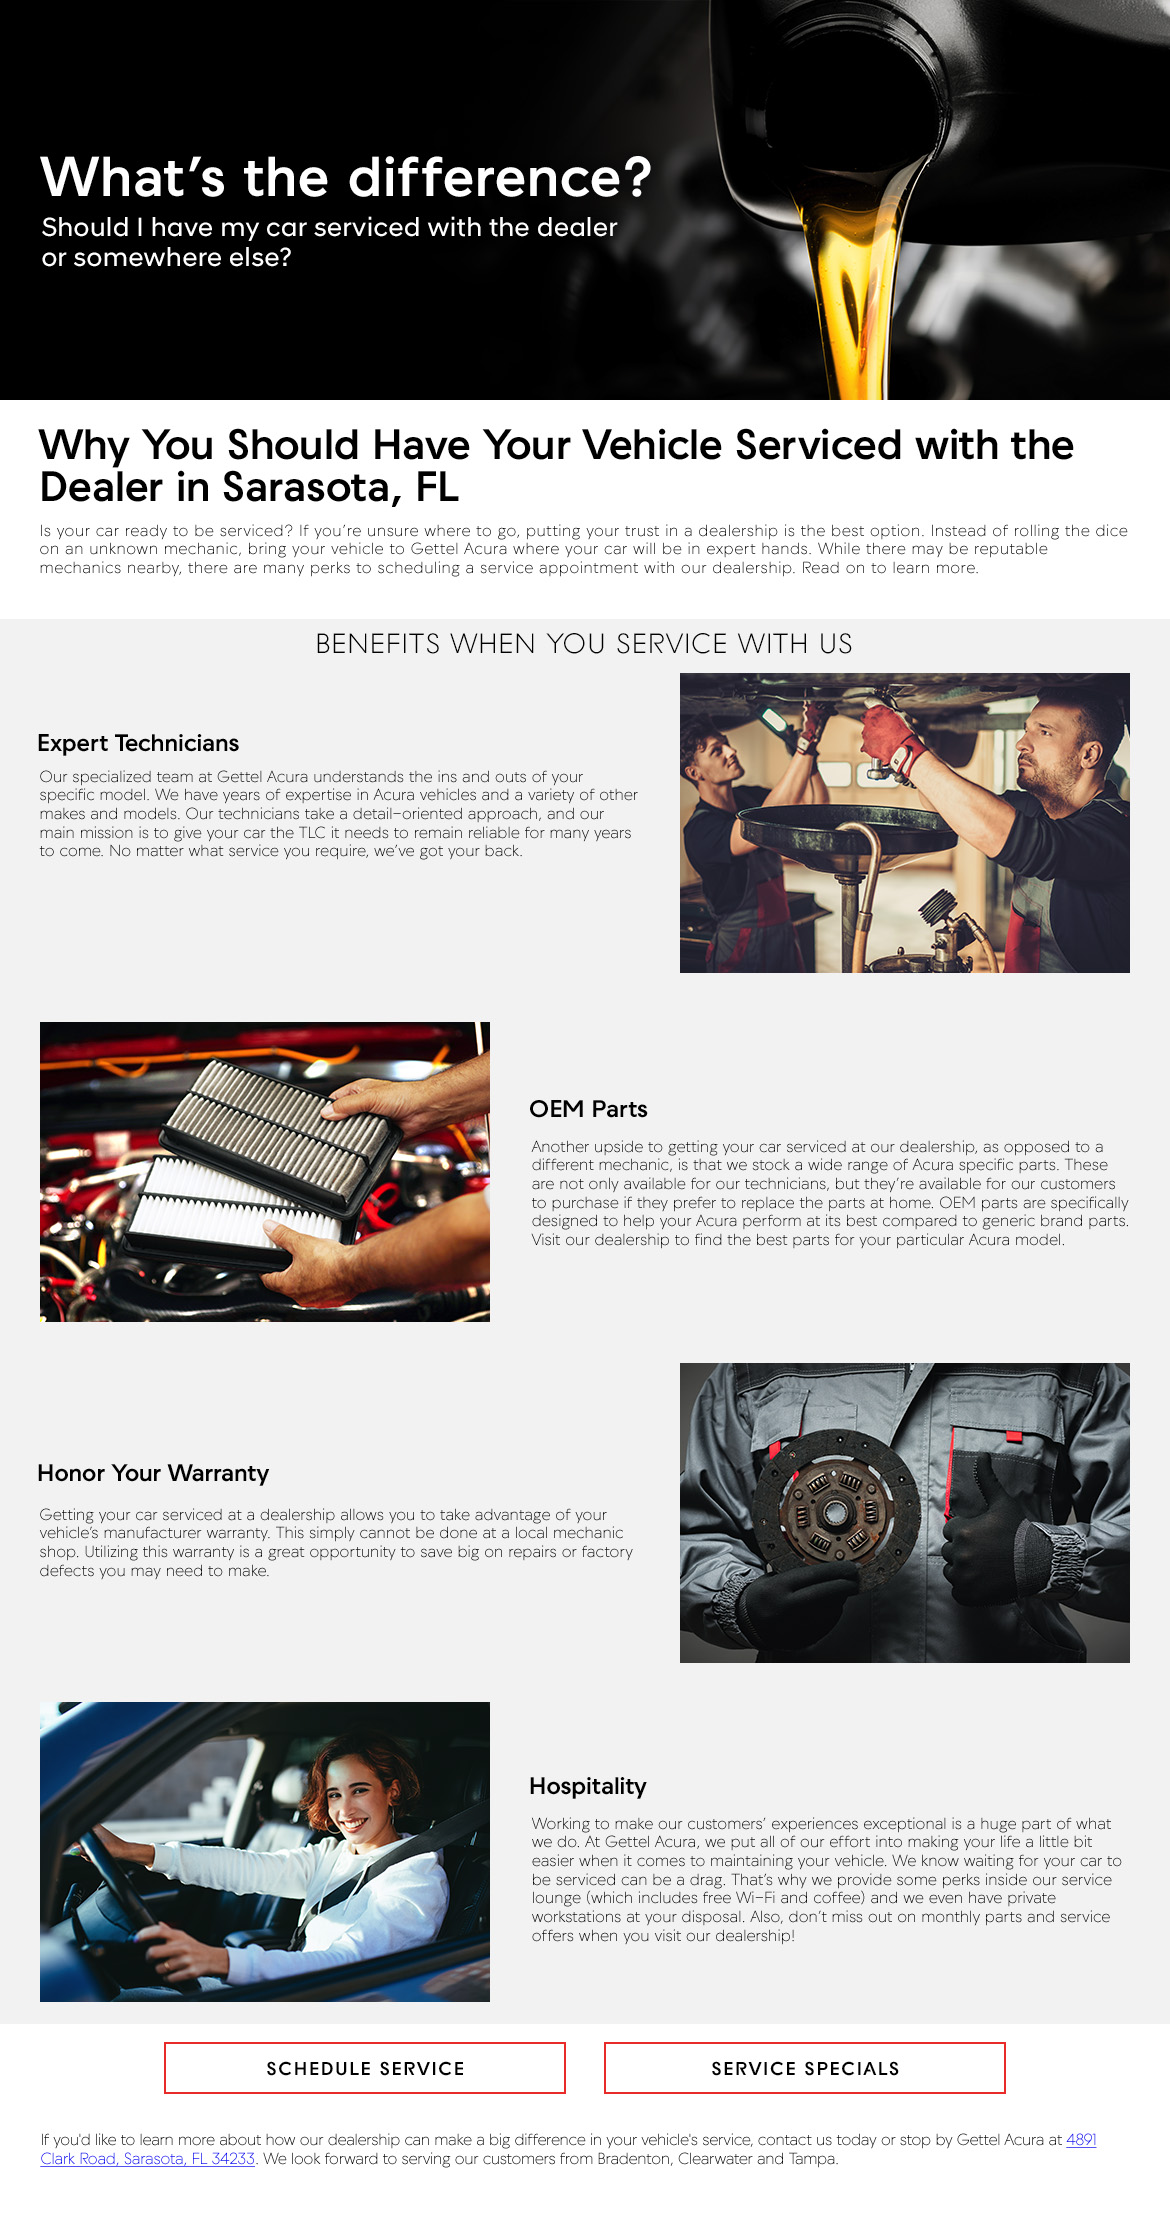 What's the difference?
Should I have my car serviced with the dealer
or somewhere else?
Why You Should Have Your Vehicle Serviced with the
Dealer in Sarasota, FL
Is your car ready to be serviced? If you're unsure where to go, putting your trust in a dealership is the best option. Instead of rolling the dice
on an unknown mechanic, bring your vehicle to Gettel Acura where your car will be in expert hands. While there may be reputable
mechanics nearby, there are many perks to scheduling a service appointment with our dealership. Read on to learn more.
BENEFITS WHEN YOU SERVICE WITH US
Expert Technicians
Our specialized team at Gettel Acura understands the ins and outs of your
specific model. We have years of expertise in Acura vehicles and a variety of other
makes and models. Our technicians take a detail-oriented approach, and our
main mission is to give your car the TLC it needs to remain reliable for many years
to come. No matter what service you require, we've got your back.
OEM Parts
Another upside to getting your car serviced at our dealership, as opposed to a
different mechanic, is that we stock a wide range of Acura specific parts. These
are not only available for our technicians, but they're available for our customers
to purchase if they prefer to replace the parts at home. OEM parts are specifically
designed to help your Acura perform at its best compared to generic brand parts.
Visit our dealership to find the best parts for your particular Acura model.
Honor Your Warranty
Getting your car serviced at a dealership allows you to take advantage of your
vehicle's manufacturer warranty. This simply cannot be done at a local mechanic
shop. Utilizing this warranty is a great opportunity to save big on repairs or factory
defects you may need to make.
Hospitality
Working to make our customers' experiences exceptional is a huge part of what
we do. At Gettel Acura, we put all of our effort into making your life a little bit
easier when it comes to maintaining your vehicle. We know waiting for your car to
be serviced can be a drag. That's why we provide some perks inside our service
lounge (which includes free Wi-Fi and coffee) and we even have private
workstations at your disposal. Also, don't miss out on monthly parts and service
offers when you visit our dealership!
SCHEDULE SERVICE
SERVICE SPECIALS
If you'd like to learn more about how our dealership can make a big difference in your vehicle's service, contact us today or stop by Gettel Acura at 4891
Clark Road, Sarasota, FL 34233. We look forward to serving our customers from Bradenton, Clearwater and Tampa.